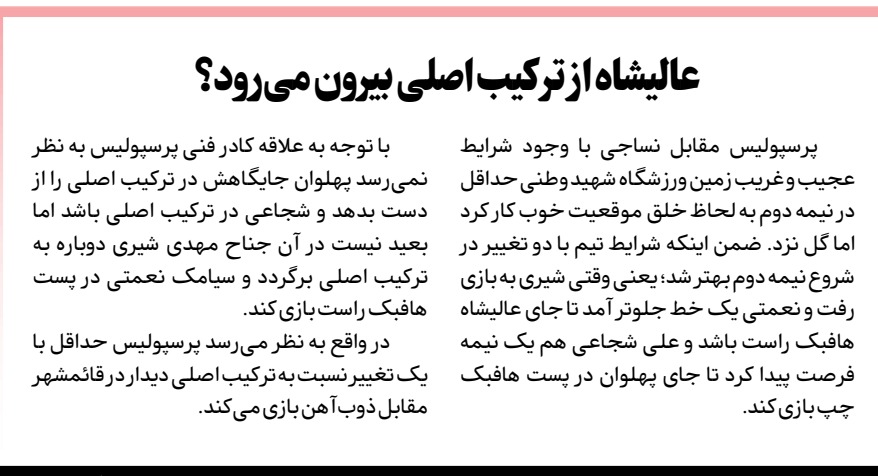 عالیشاه از ترکیب اصلی بیرون می‌رود؟
پرسپولیس مقابل نساجی با وجود شرایط
عجیب و غریب زمین ورزشگاه شهید وطنی حداقل
در نیمه دوم به لحاظ خلق موقعیت خوب کار کرد
اما گل نزد. ضمن اینکه شرایط تیم با دو تغییر در
شروع نیمه دوم بهتر شد؛ یعنی وقتی شیری به بازی
رفت و نعمتی یک خط جلوتر آمد تا جای عالیشاه
هافبک راست باشد و علی شجاعی هم یک نیمه
فرصت پیدا کرد تا جای پهلوان در پست هافبک
چپ بازی کند.
با توجه به علاقه کادر فنی پرسپولیس به نظر
نمی‌رسد پهلوان جایگاهش در ترکیب اصلی را از
دست بدهد و شجاعی در ترکیب اصلی باشد اما
بعید نیست در آن جناح مهدی شیری دوباره به
ترکیب اصلی برگردد و سیامک نعمتی در پست
هافبک راست بازی کند.
در واقع به نظر می‌رسد پرسپولیس حداقل با
یک تغییر نسبت به ترکیب اصلی دیدار در قائمشهر
مقابل ذوب‌آهن بازی می‌کند.